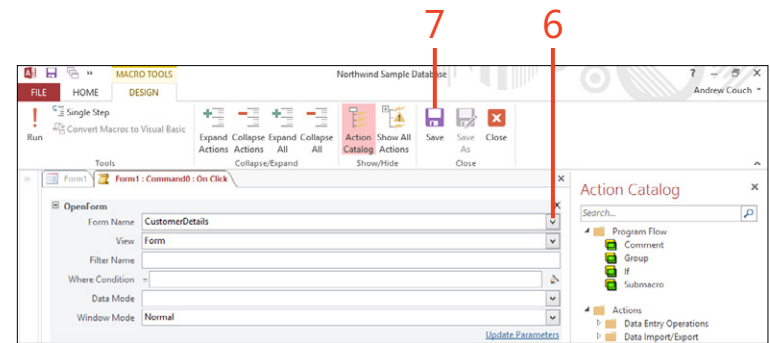 7 6
MACRO TOOLS Northwind Sample Database ?
FILE HOME DESIGN Andrew Couch
Run
Single Step
Convert Macros to Visual Basic
Tools
Expand Actions
Collapse Actions
Expand All
Collapse All
Collapse/Expand
Action Catalog
Show All Actions
Show/Hide
Save
Save As
Close
Close
Form1 Form1 : Command0 : On Click
OpenForm
Form Name CustomerDetails
View Form
Filter Name
Where Condition =
Data Mode
Window Mode Normal
Update Parameters
Action Catalog
Search...
Program Flow
Comment
Group
If
Submacro
Actions
Data Entry Operations
Data Import/Export